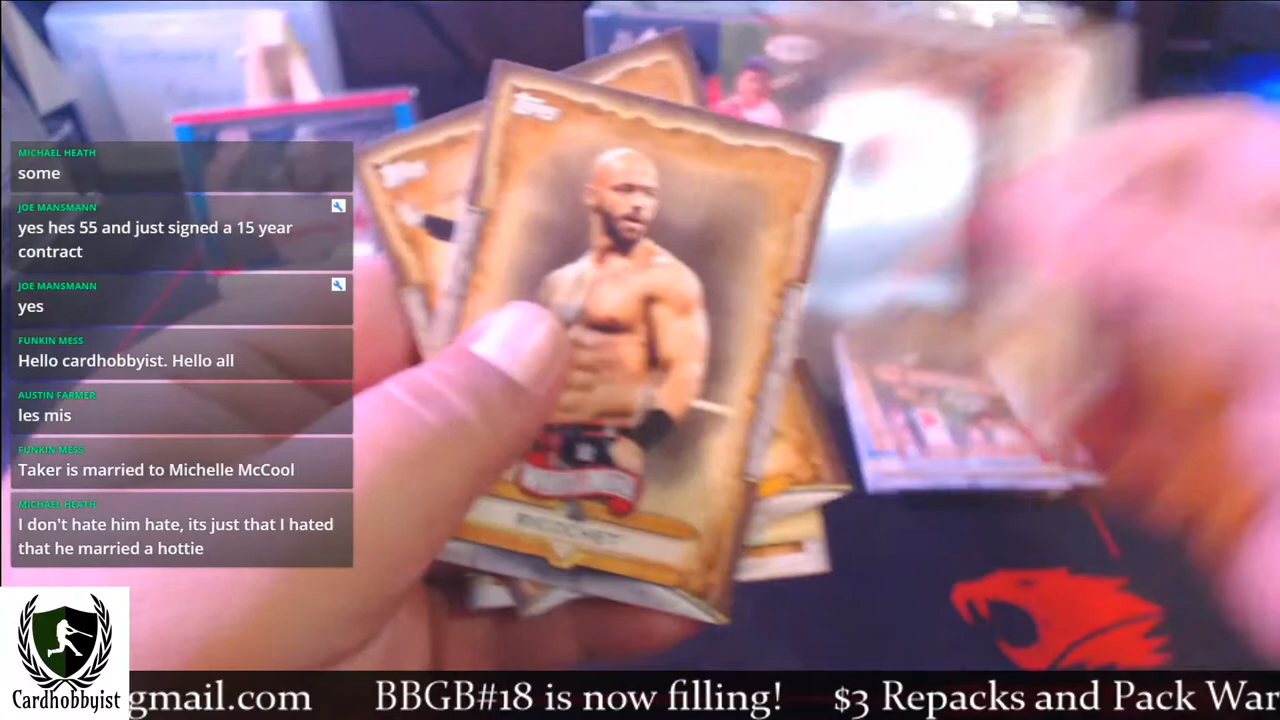 MICHAEL HEATH
some
JOE MANSMANN
yes hes 55 and just signed a 15 year
contract
JOE MANSMANN
yes
FUNKIN MESS
Hello cardhobbyist. Hello all
AUSTIN FARMER
les mis
FUNKIN MESS
Taker is married to Michelle McCool
MICHAEL HEATH
I don't hate him hate, its just that I hated
that he married a hottie
Topps
Topps
RICOCHET
Cardhobbyist
gmail.com BBGB#18 is now filling! $3 Repacks and Pack War